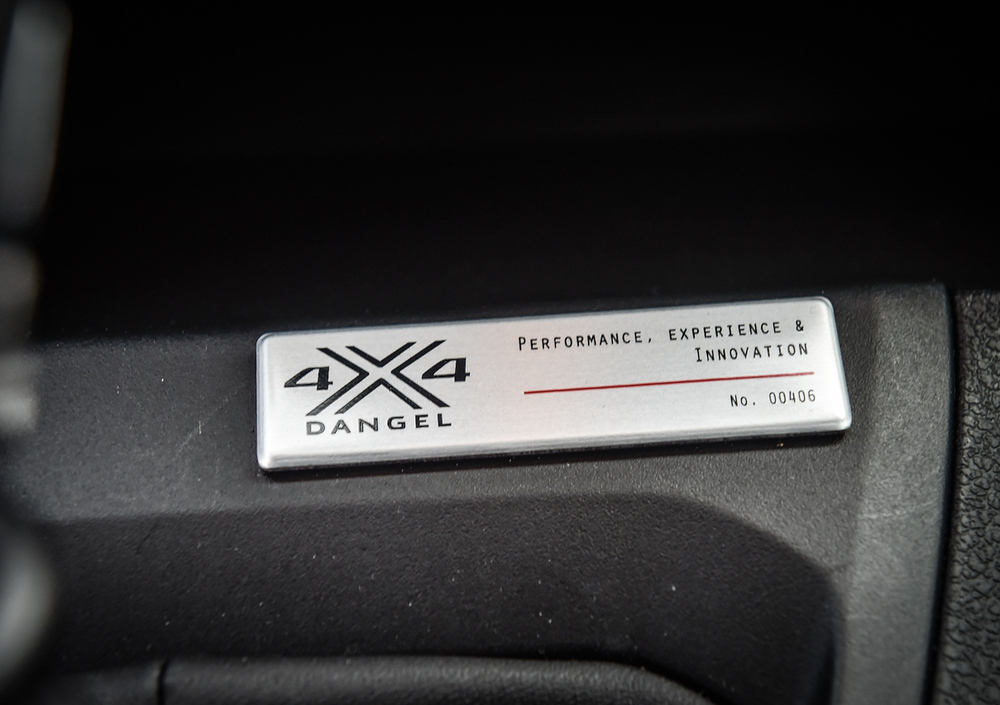 4X4
DANGEL
PERFORMANCE, EXPERIENCE &
INNOVATION
No. 00406